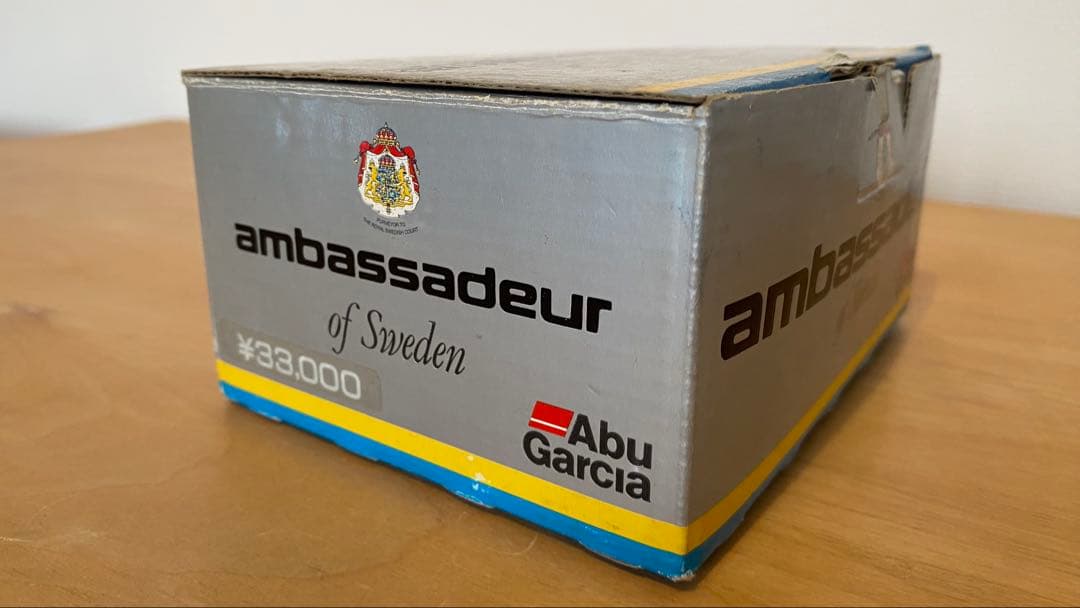 PURVEYOR TO
THE ROYAL SWEDISH COURT
ambassadeur
of Sweden
¥33,000
Abu
Garcia
ambassadeur